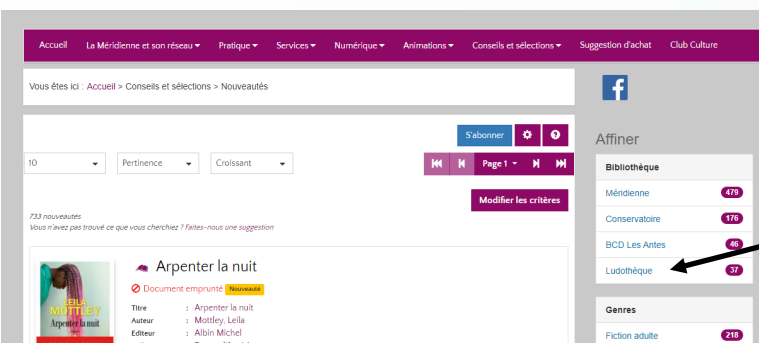 Accueil La Méridienne et son réseau Pratique Services Numérique Animations Conseils et sélections Suggestion d'achat Club Culture
Vous êtes ici : Accueil > Conseils et sélections > Nouveautés
S'abonner
10 Pertinence Croissant Page 1
Modifier les critères
733 nouveautés
Vous n'avez pas trouvé ce que vous cherchiez ? Faites-nous une suggestion
Arpenter la nuit
Document emprunté Nouveauté
Titre : Arpenter la nuit
Auteur : Mottley, Leila
Editeur : Albin Michel
LEILA
MOTTLEY
Arpenter la nuit
Affiner
Bibliothèque
Méridienne 479
Conservatoire 176
BCD Les Antes 46
Ludothèque 37
Genres
Fiction adulte 218